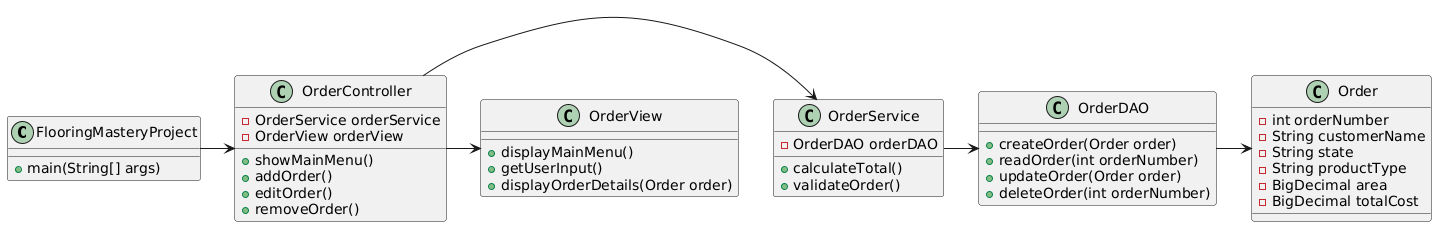 C FlooringMasteryProject
main(String[] args)
C OrderController
OrderService orderService
OrderView orderView
showMainMenu()
addOrder()
editOrder()
removeOrder()
C OrderView
displayMainMenu()
getUserInput()
displayOrderDetails(Order order)
C OrderService
OrderDAO orderDAO
calculateTotal()
validateOrder()
C OrderDAO
createOrder(Order order)
readOrder(int orderNumber)
updateOrder(Order order)
deleteOrder(int orderNumber)
C Order
int orderNumber
String customerName
String state
String productType
BigDecimal area
BigDecimal totalCost